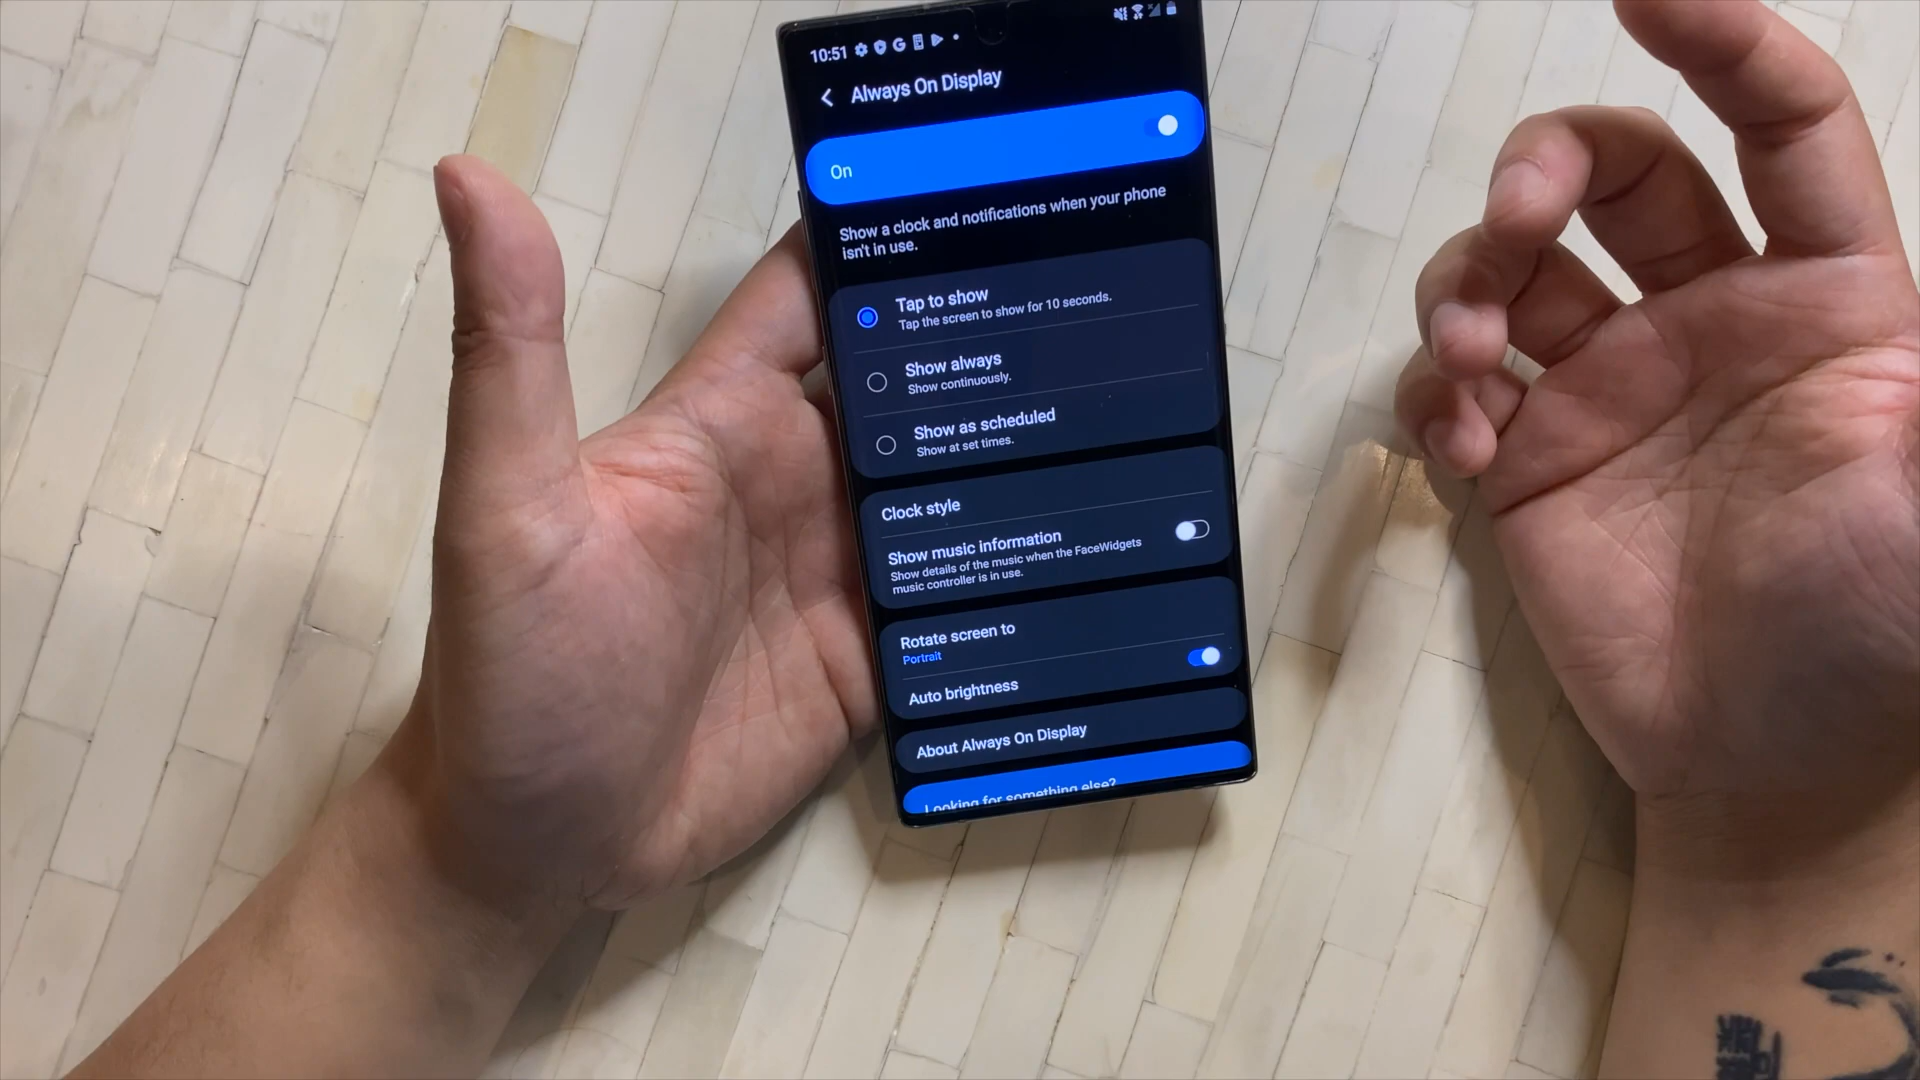 10:51
Always On Display
On
Show a clock and notifications when your phone
isn't in use.
Tap to show
Tap the screen to show for 10 seconds.
Show always
Show continuously.
Show as scheduled
Show at set times.
Clock style
Show music information
Show details of the music when the FaceWidgets
music controller is in use.
Rotate screen to
Portrait
Auto brightness
About Always On Display
Looking for something else?